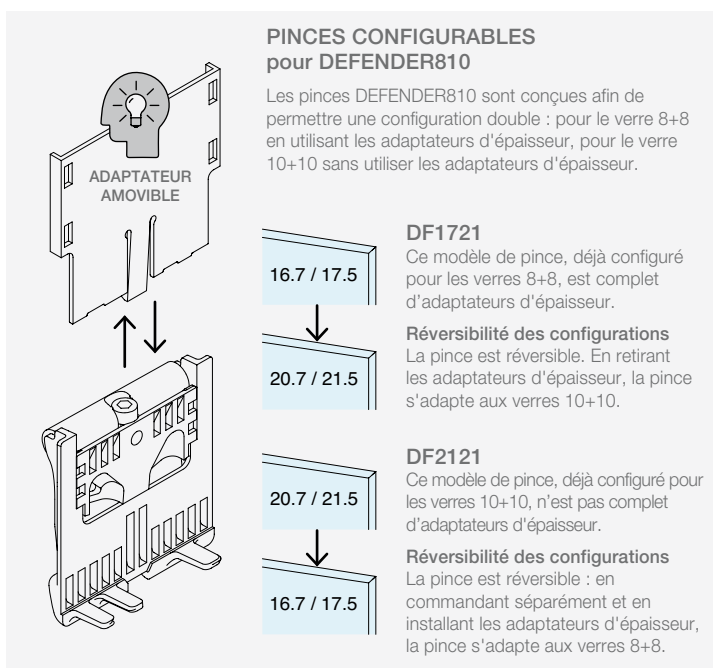 PINCES CONFIGURABLES
pour DEFENDER810
Les pinces DEFENDER810 sont conçues afin de
permettre une configuration double : pour le verre 8+8
en utilisant les adaptateurs d'épaisseur, pour le verre
10+10 sans utiliser les adaptateurs d'épaisseur.
ADAPTATEUR
AMOVIBLE
16.7 / 17.5
20.7 / 21.5
DF1721
Ce modèle de pince, déjà configuré
pour les verres 8+8, est complet
d’adaptateurs d'épaisseur.
Réversibilité des configurations
La pince est réversible. En retirant
les adaptateurs d'épaisseur, la pince
s'adapte aux verres 10+10.
20.7 / 21.5
16.7 / 17.5
DF2121
Ce modèle de pince, déjà configuré pour
les verres 10+10, n’est pas complet
d’adaptateurs d'épaisseur.
Réversibilité des configurations
La pince est réversible : en
commandant séparément et en
installant les adaptateurs d'épaisseur,
la pince s'adapte aux verres 8+8.